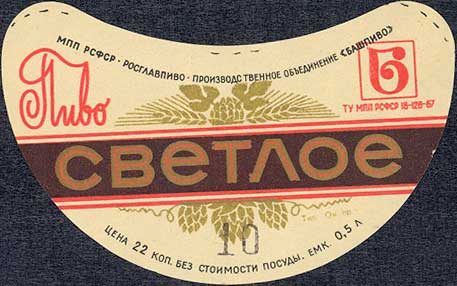 МПП РСФСР · РОСГЛАВПИВО · ПРОИЗВОДСТВЕННОЕ ОБЪЕДИНЕНИЕ «БАШПИВО»
Пиво
Б
ТУ МПП РСФСР 18-128-67
СВЕТЛОЕ
10
ЦЕНА 22 КОП. БЕЗ СТОИМОСТИ ПОСУДЫ. ЕМК. 0,5 Л